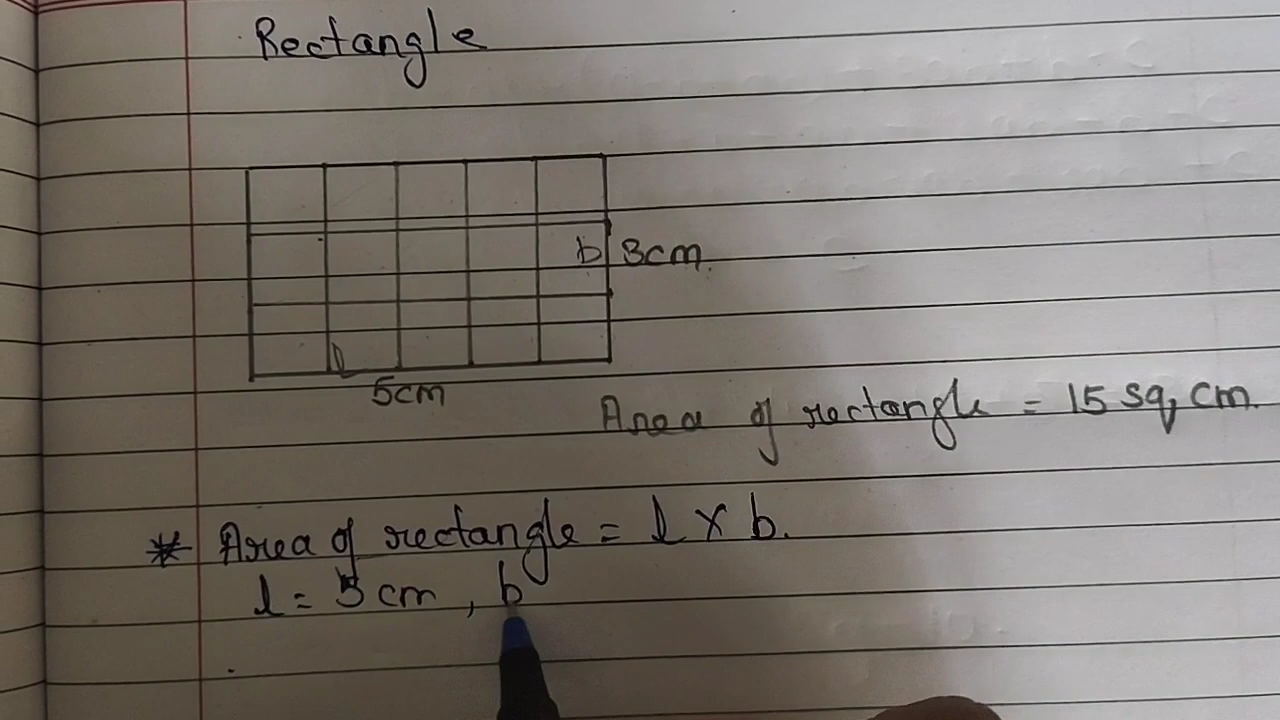 Rectangle
b 3cm.
l
5cm
Area of rectangle = 15 sq, cm.
* Area of rectangle = l x b.
l = 5 cm , b